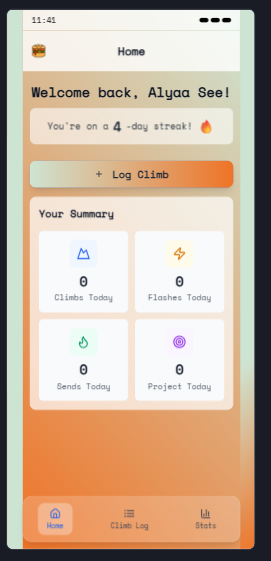 11:41
Home
Welcome back, Alyaa See!
You're on a 4 -day streak! 🔥
+ Log Climb
Your Summary
0 0
Climbs Today Flashes Today
0 0
Sends Today Project Today
Home Climb Log Stats